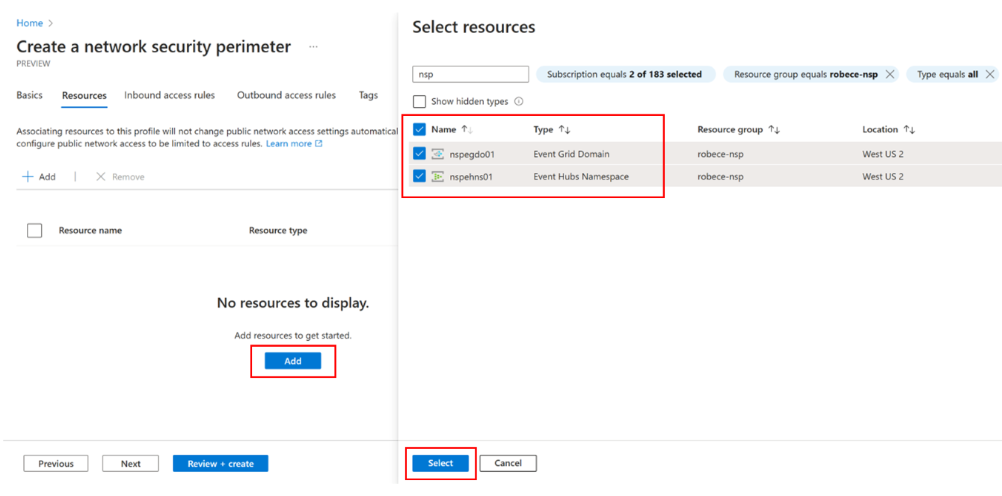 Home >
Create a network security perimeter ...
PREVIEW
Basics Resources Inbound access rules Outbound access rules Tags
Associating resources to this profile will not change public network access settings automatical
configure public network access to be limited to access rules. Learn more
+ Add | × Remove
Resource name Resource type
No resources to display.
Add resources to get started.
Add
Previous Next Review + create
Select resources
nsp Subscription equals 2 of 183 selected Resource group equals robece-nsp × Type equals all ×
Show hidden types
Name ↑↓ Type ↑↓ Resource group ↑↓ Location ↑↓
nspegdo01 Event Grid Domain robece-nsp West US 2
nspehns01 Event Hubs Namespace robece-nsp West US 2
Select Cancel